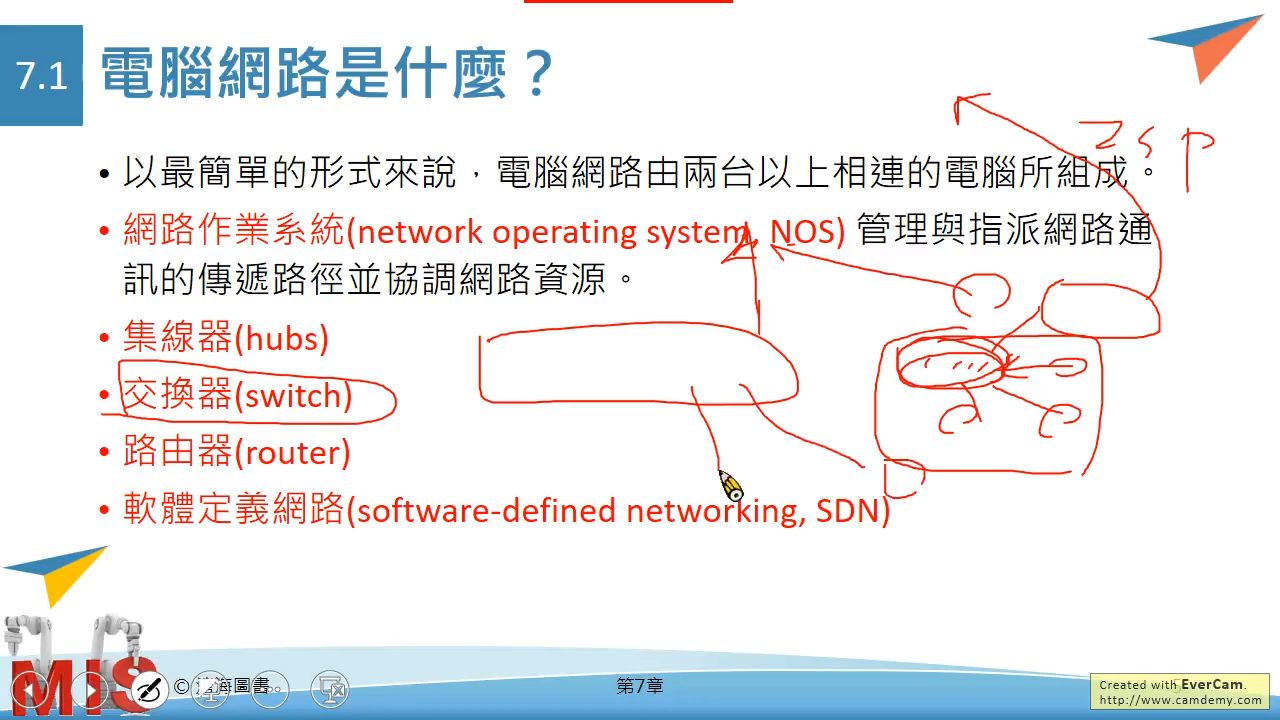 7.1 電腦網路是什麼？
• 以最簡單的形式來說，電腦網路由兩台以上相連的電腦所組成。
• 網路作業系統(network operating system, NOS) 管理與指派網路通
訊的傳遞路徑並協調網路資源。
• 集線器(hubs)
• 交換器(switch)
• 路由器(router)
• 軟體定義網路(software-defined networking, SDN)
MIS
© 滄海圖書
第7章
Created with EverCam.
http://www.camdemy.com